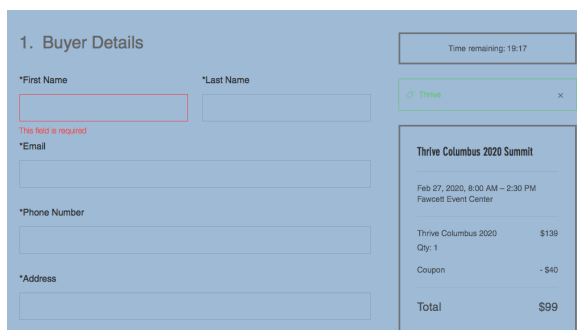 1. Buyer Details
*First Name
*Last Name
This field is required
*Email
*Phone Number
*Address
Time remaining: 19:17
Thrive
×
Thrive Columbus 2020 Summit
Feb 27, 2020, 8:00 AM – 2:30 PM
Fawcett Event Center
Thrive Columbus 2020 $139
Qty: 1
Coupon - $40
Total $99